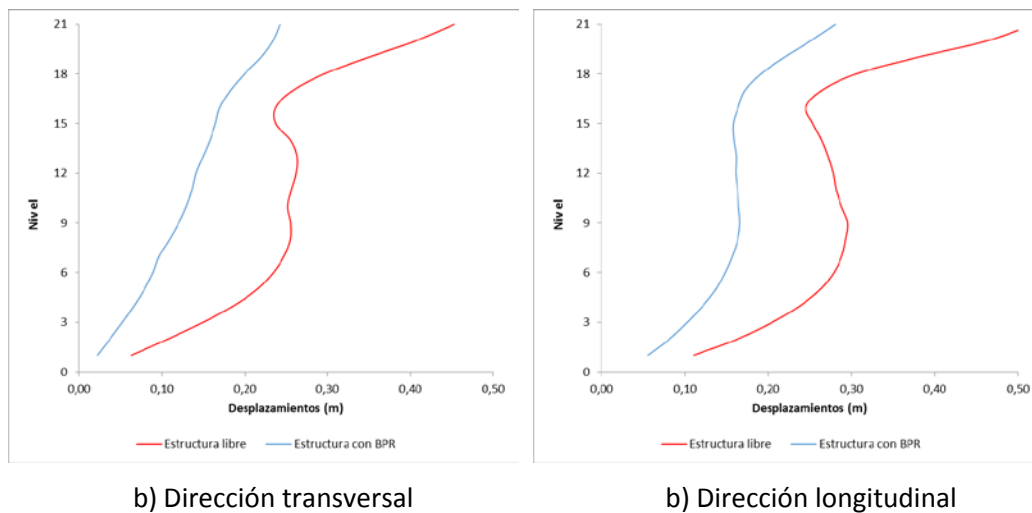 21
18
15
12
9
6
3
0
Nivel
0,00 0,10 0,20 0,30 0,40 0,50
Desplazamientos (m)
Estructura libre Estructura con BPR
b) Dirección transversal
21
18
15
12
9
6
3
0
Nivel
0,00 0,10 0,20 0,30 0,40 0,50
Desplazamientos (m)
Estructura libre Estructura con BPR
b) Dirección longitudinal